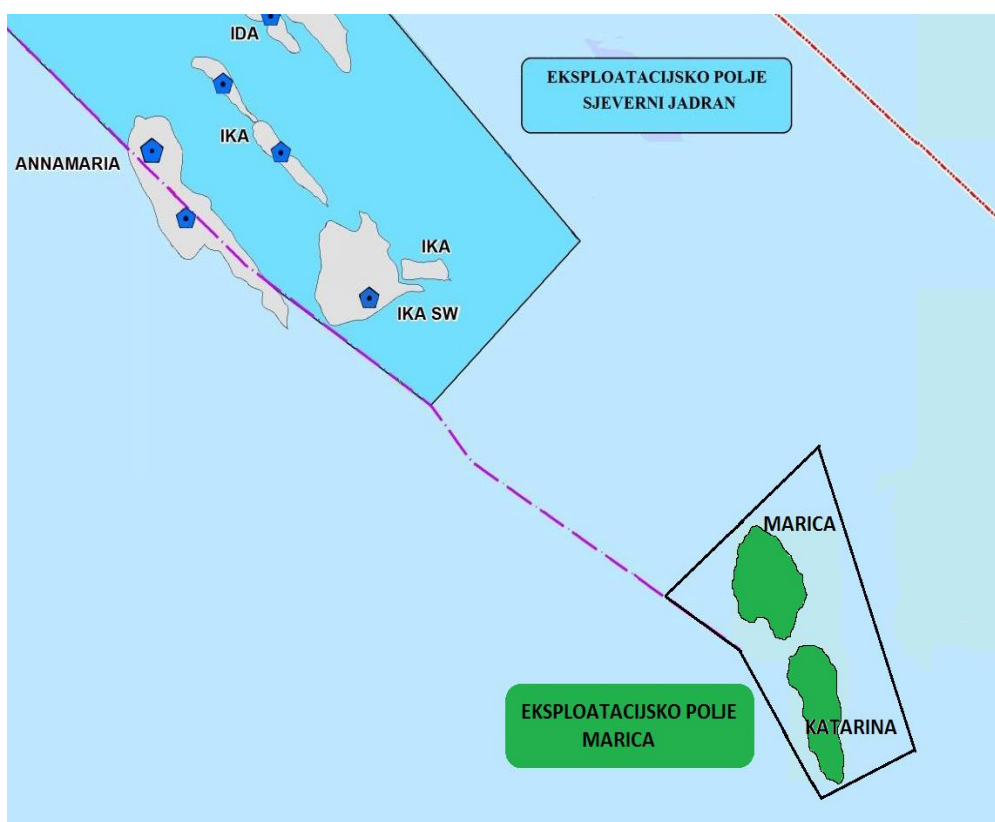 IDA
EKSPLOATACIJSKO POLJE
SJEVERNI JADRAN
IKA
ANNAMARIA
IKA
IKA SW
MARICA
EKSPLOATACIJSKO POLJE
MARICA
KATARINA